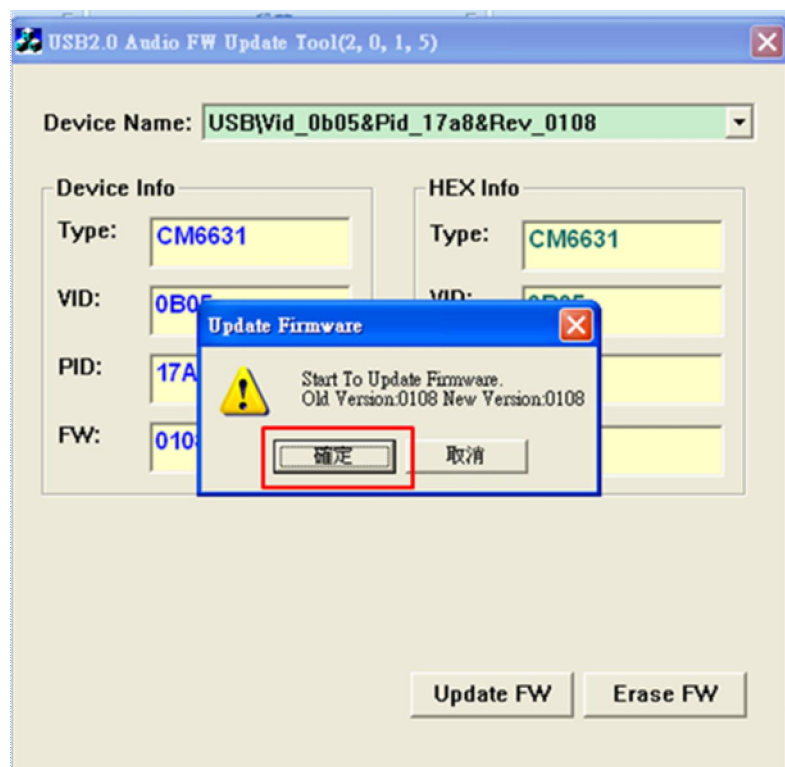 USB2.0 Audio FW Update Tool(2, 0, 1, 5)
Device Name: USB\Vid_0b05&Pid_17a8&Rev_0108
Device Info
HEX Info
Type: CM6631
Type: CM6631
VID:
VID:
Update Firmware
PID:
Start To Update Firmware.
Old Version:0108 New Version:0108
FW:
確定
取消
Update FW
Erase FW